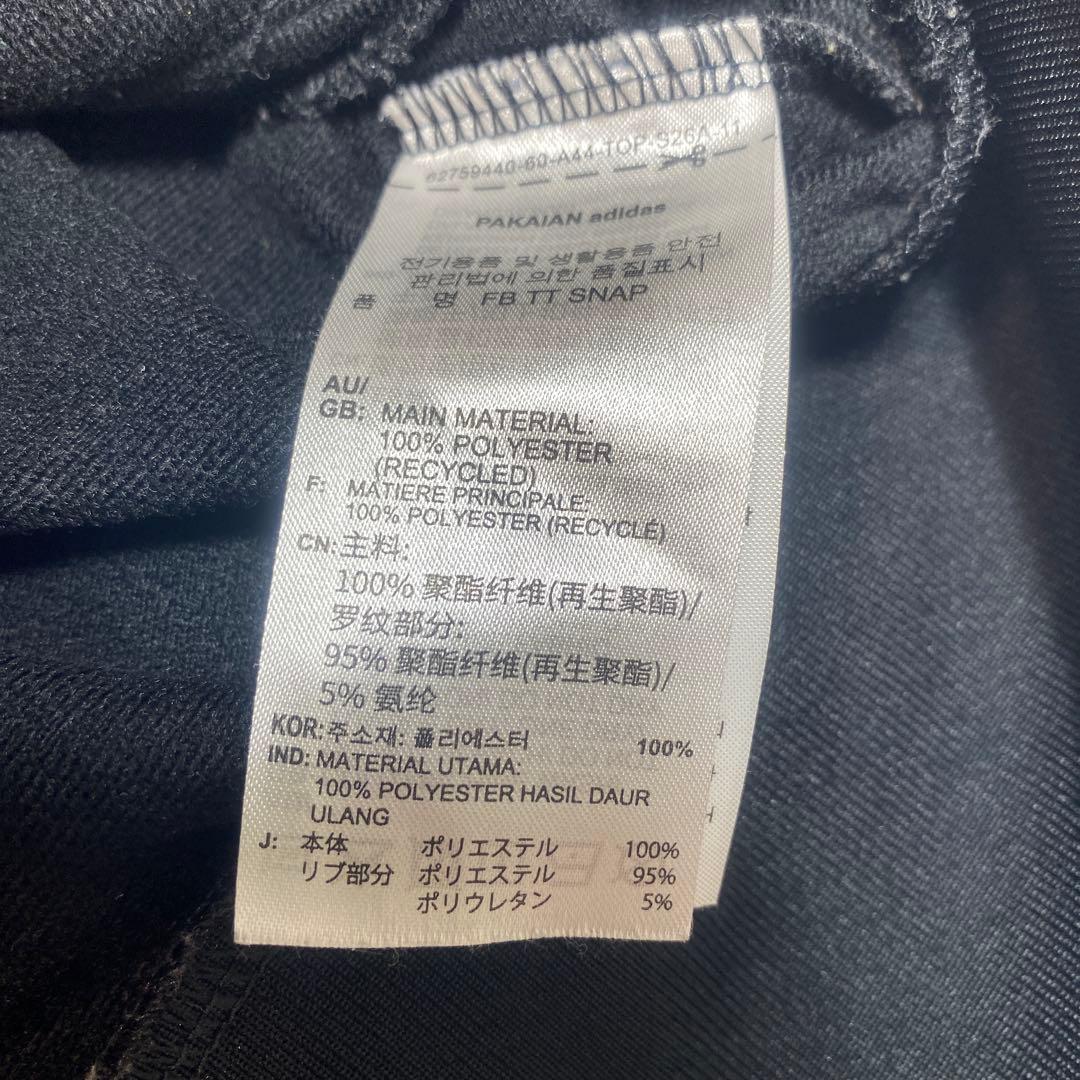 62759440-60-A44-TOP-S26A-11
PAKAIAN adidas
전기용품 및 생활용품 안전
관리법에 의한 품질표시
품 명 FB TT SNAP
AU/
GB: MAIN MATERIAL:
100% POLYESTER
(RECYCLED)
F: MATIERE PRINCIPALE:
100% POLYESTER (RECYCLE)
CN: 主料:
100% 聚酯纤维(再生聚酯)/
罗纹部分:
95% 聚酯纤维(再生聚酯)/
5% 氨纶
KOR: 주소재: 폴리에스터 100%
IND: MATERIAL UTAMA:
100% POLYESTER HASIL DAUR
ULANG
J: 本体 ポリエステル 100%
リブ部分 ポリエステル 95%
ポリウレタン 5%